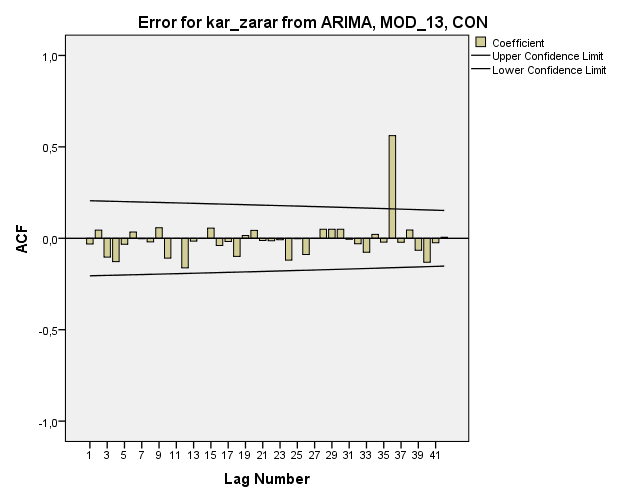 Error for kar_zarar from ARIMA, MOD_13, CON
Coefficient
Upper Confidence Limit
Lower Confidence Limit
1,0
0,5
0,0
-0,5
-1,0
ACF
1 3 5 7 9 11 13 15 17 19 21 23 25 27 29 31 33 35 37 39 41
Lag Number